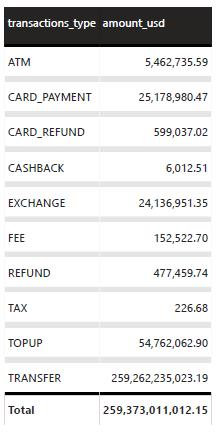 transactions_type amount_usd
ATM 5,462,735.59
CARD_PAYMENT 25,178,980.47
CARD_REFUND 599,037.02
CASHBACK 6,012.51
EXCHANGE 24,136,951.35
FEE 152,522.70
REFUND 477,459.74
TAX 226.68
TOPUP 54,762,062.90
TRANSFER 259,262,235,023.19
Total 259,373,011,012.15